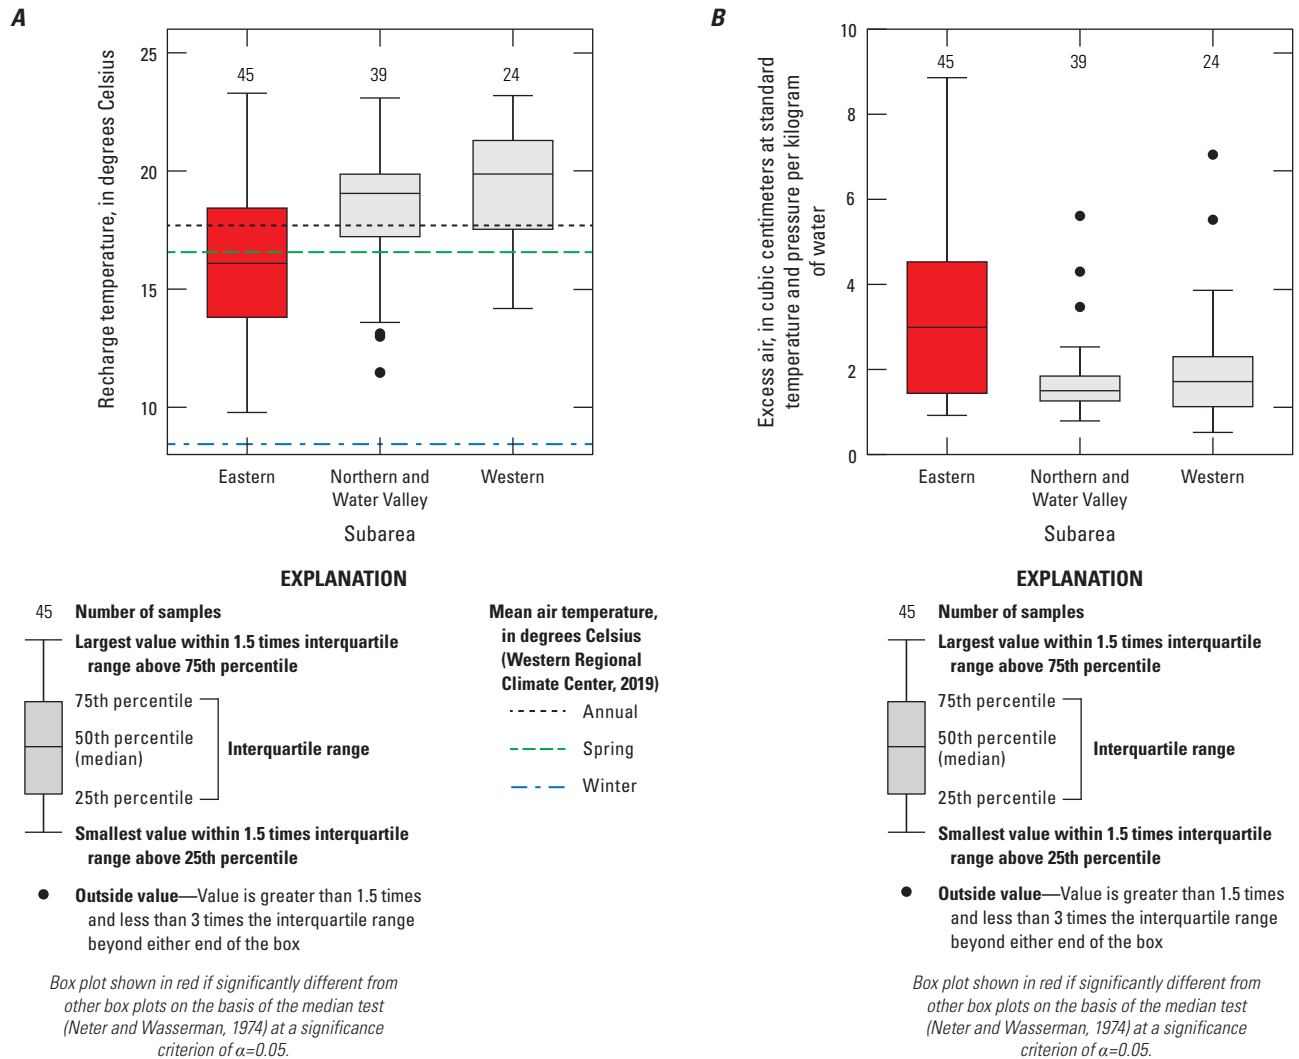 A
Recharge temperature, in degrees Celsius
25
20
15
10
45
39
24
Eastern
Northern and
Water Valley
Western
Subarea
EXPLANATION
45 Number of samples
Largest value within 1.5 times interquartile
range above 75th percentile
75th percentile
50th percentile
(median)
Interquartile range
25th percentile
Smallest value within 1.5 times interquartile
range above 25th percentile
Outside value—Value is greater than 1.5 times
and less than 3 times the interquartile range
beyond either end of the box
Box plot shown in red if significantly different from
other box plots on the basis of the median test
(Neter and Wasserman, 1974) at a significance
criterion of α=0.05.
Mean air temperature,
in degrees Celsius
(Western Regional
Climate Center, 2019)
Annual
Spring
Winter
B
Excess air, in cubic centimeters at standard
temperature and pressure per kilogram
of water
10
8
6
4
2
0
45
39
24
Eastern
Northern and
Water Valley
Western
Subarea
EXPLANATION
45 Number of samples
Largest value within 1.5 times interquartile
range above 75th percentile
75th percentile
50th percentile
(median)
Interquartile range
25th percentile
Smallest value within 1.5 times interquartile
range above 25th percentile
Outside value—Value is greater than 1.5 times
and less than 3 times the interquartile range
beyond either end of the box
Box plot shown in red if significantly different from
other box plots on the basis of the median test
(Neter and Wasserman, 1974) at a significance
criterion of α=0.05.